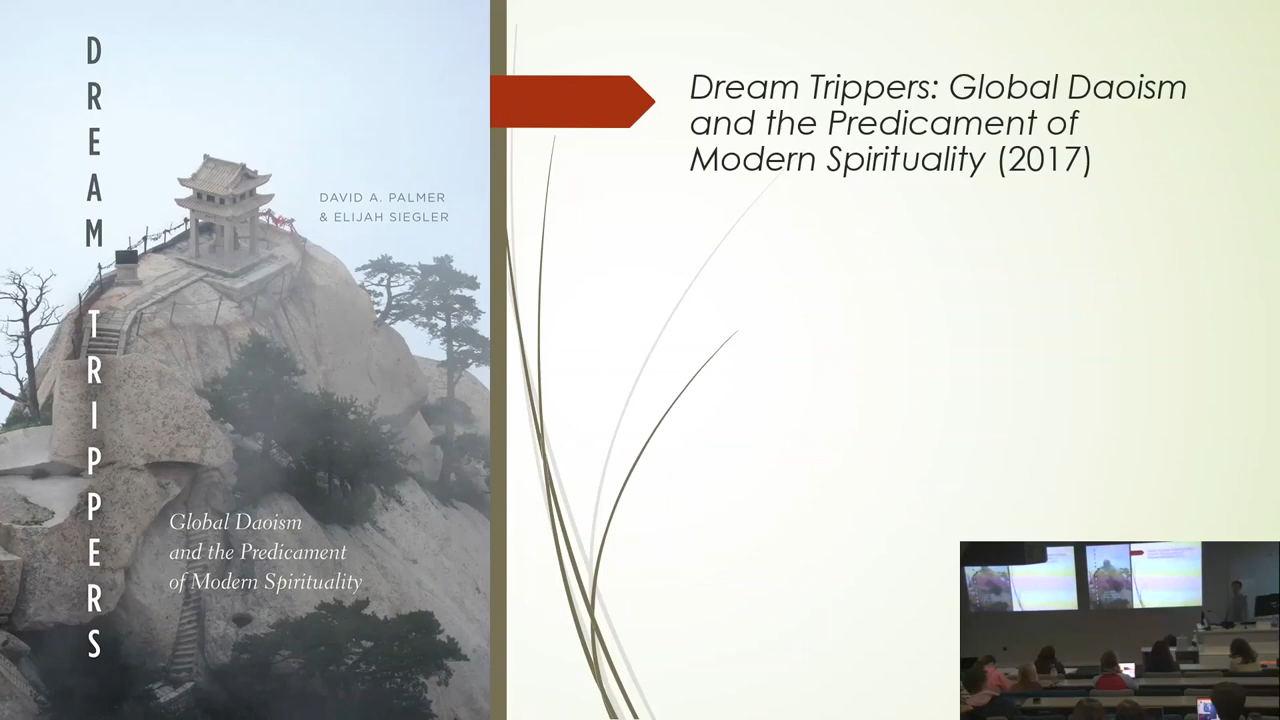 DREAM TRIPPERS
DAVID A. PALMER
& ELIJAH SIEGLER
Global Daoism
and the Predicament
of Modern Spirituality
Dream Trippers: Global Daoism
and the Predicament of
Modern Spirituality (2017)